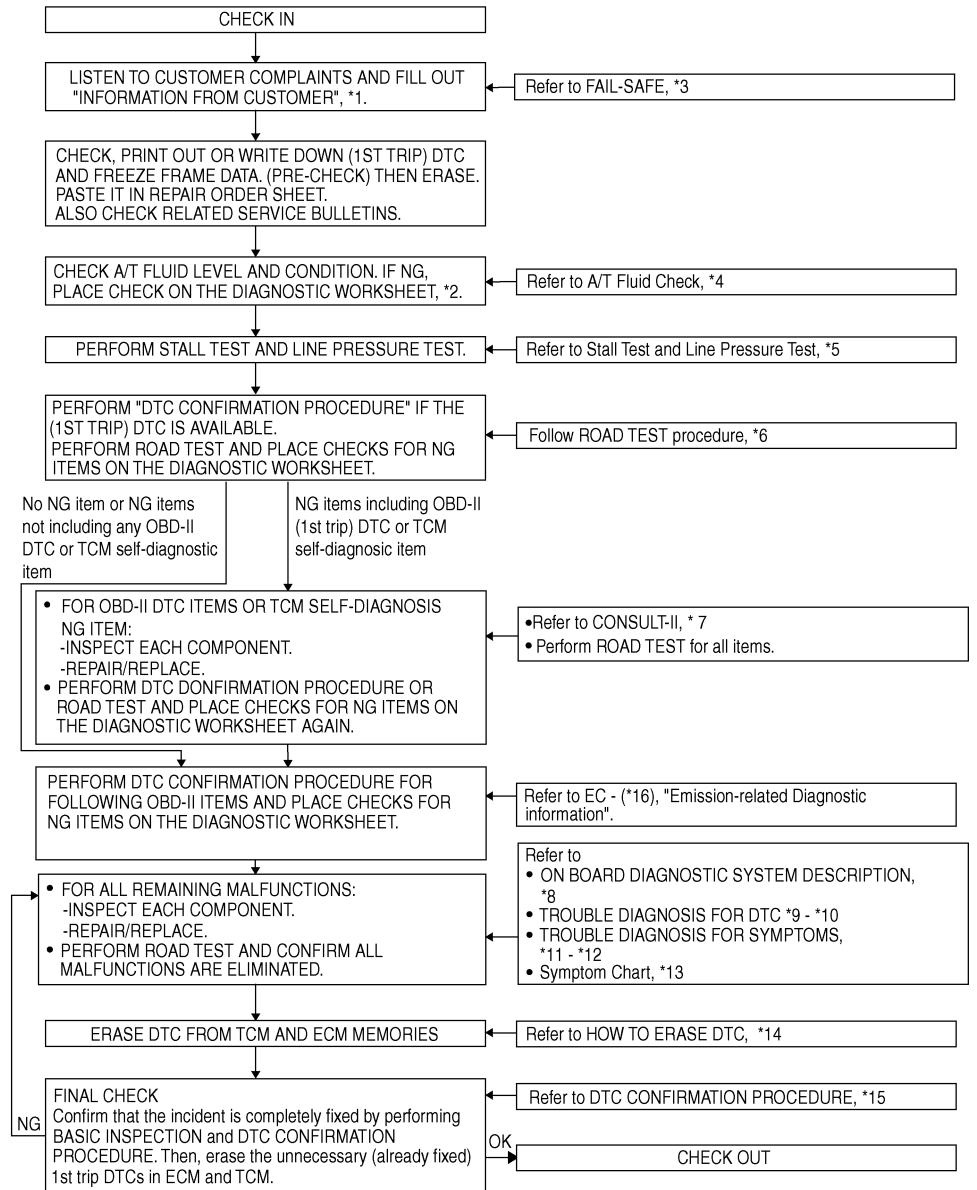 CHECK IN
LISTEN TO CUSTOMER COMPLAINTS AND FILL OUT
"INFORMATION FROM CUSTOMER", *1.
Refer to FAIL-SAFE, *3
CHECK, PRINT OUT OR WRITE DOWN (1ST TRIP) DTC
AND FREEZE FRAME DATA. (PRE-CHECK) THEN ERASE.
PASTE IT IN REPAIR ORDER SHEET.
ALSO CHECK RELATED SERVICE BULLETINS.
CHECK A/T FLUID LEVEL AND CONDITION. IF NG,
PLACE CHECK ON THE DIAGNOSTIC WORKSHEET, *2.
Refer to A/T Fluid Check, *4
PERFORM STALL TEST AND LINE PRESSURE TEST.
Refer to Stall Test and Line Pressure Test, *5
PERFORM "DTC CONFIRMATION PROCEDURE" IF THE
(1ST TRIP) DTC IS AVAILABLE.
PERFORM ROAD TEST AND PLACE CHECKS FOR NG
ITEMS ON THE DIAGNOSTIC WORKSHEET.
Follow ROAD TEST procedure, *6
No NG item or NG items
not including any OBD-II
DTC or TCM self-diagnostic
item
NG items including OBD-II
(1st trip) DTC or TCM
self-diagnosic item
• FOR OBD-II DTC ITEMS OR TCM SELF-DIAGNOSIS
NG ITEM:
-INSPECT EACH COMPONENT.
-REPAIR/REPLACE.
• PERFORM DTC DONFIRMATION PROCEDURE OR
ROAD TEST AND PLACE CHECKS FOR NG ITEMS ON
THE DIAGNOSTIC WORKSHEET AGAIN.
•Refer to CONSULT-II, * 7
• Perform ROAD TEST for all items.
PERFORM DTC CONFIRMATION PROCEDURE FOR
FOLLOWING OBD-II ITEMS AND PLACE CHECKS FOR
NG ITEMS ON THE DIAGNOSTIC WORKSHEET.
Refer to EC - (*16), "Emission-related Diagnostic
information".
• FOR ALL REMAINING MALFUNCTIONS:
-INSPECT EACH COMPONENT.
-REPAIR/REPLACE.
• PERFORM ROAD TEST AND CONFIRM ALL
MALFUNCTIONS ARE ELIMINATED.
Refer to
• ON BOARD DIAGNOSTIC SYSTEM DESCRIPTION,
*8
• TROUBLE DIAGNOSIS FOR DTC *9 - *10
• TROUBLE DIAGNOSIS FOR SYMPTOMS,
*11 - *12
• Symptom Chart, *13
ERASE DTC FROM TCM AND ECM MEMORIES
Refer to HOW TO ERASE DTC, *14
FINAL CHECK
Confirm that the incident is completely fixed by performing
BASIC INSPECTION and DTC CONFIRMATION
PROCEDURE. Then, erase the unnecessary (already fixed)
1st trip DTCs in ECM and TCM.
Refer to DTC CONFIRMATION PROCEDURE, *15
NG
OK
CHECK OUT